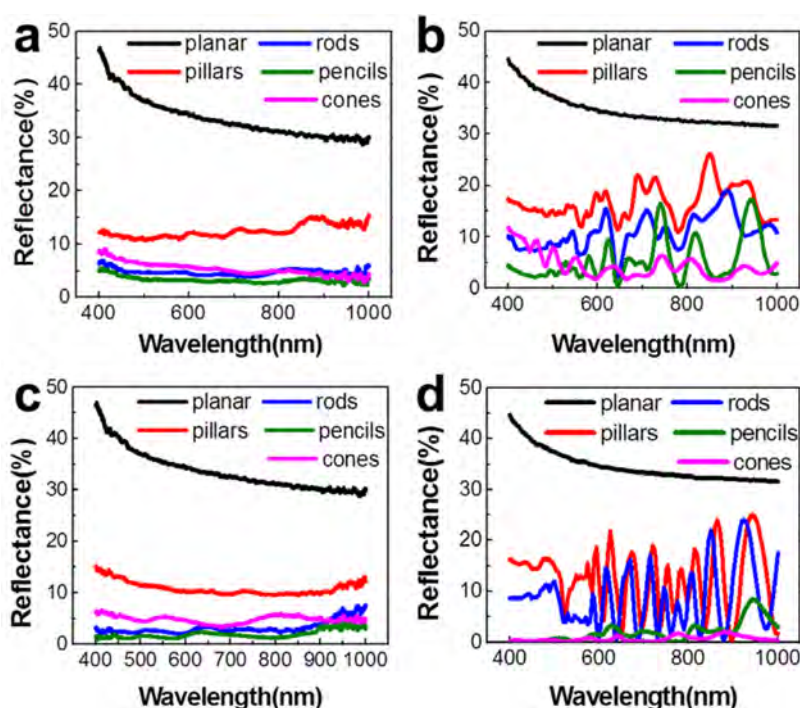 a
planar
rods
pillars
pencils
cones
50
40
30
20
10
0
Reflectance(%)
400
600
800
1000
Wavelength(nm)
b
planar
rods
pillars
pencils
cones
50
40
30
20
10
0
Reflectance(%)
400
600
800
1000
Wavelength(nm)
c
planar
rods
pillars
pencils
cones
50
40
30
20
10
0
Reflectance(%)
400 500 600 700 800 900 1000
Wavelength(nm)
d
planar
rods
pillars
pencils
cones
50
40
30
20
10
0
Reflectance(%)
400
600
800
1000
Wavelength(nm)